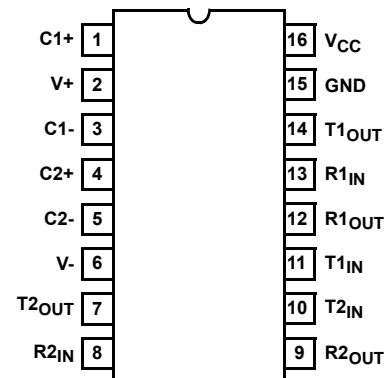 C1+ 1 16 VCC
V+ 2 15 GND
C1- 3 14 T1OUT
C2+ 4 13 R1IN
C2- 5 12 R1OUT
V- 6 11 T1IN
T2OUT 7 10 T2IN
R2IN 8 9 R2OUT